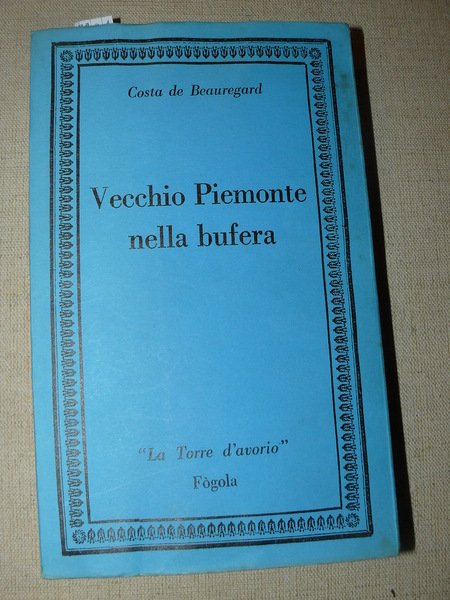 Costa de Beauregard
Vecchio Piemonte
nella bufera
"La Torre d'avorio"
Fògola